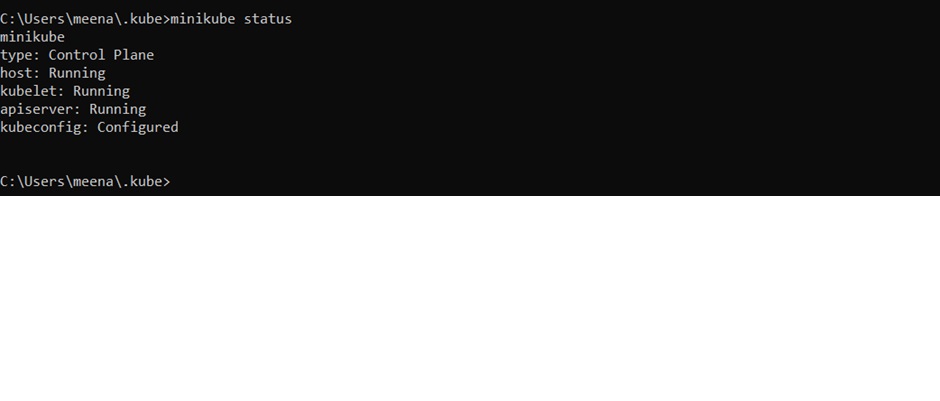 C:\Users\meena\.kube>minikube status
minikube
type: Control Plane
host: Running
kubelet: Running
apiserver: Running
kubeconfig: Configured
C:\Users\meena\.kube>